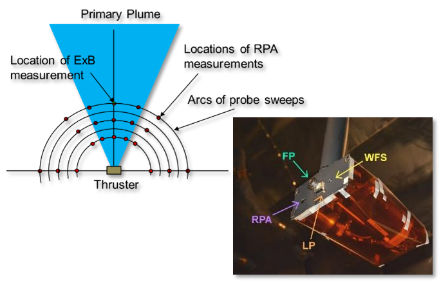 Primary Plume
Location of ExB
measurement
Locations of RPA
measurements
Arcs of probe sweeps
Thruster
FP
WFS
RPA
LP